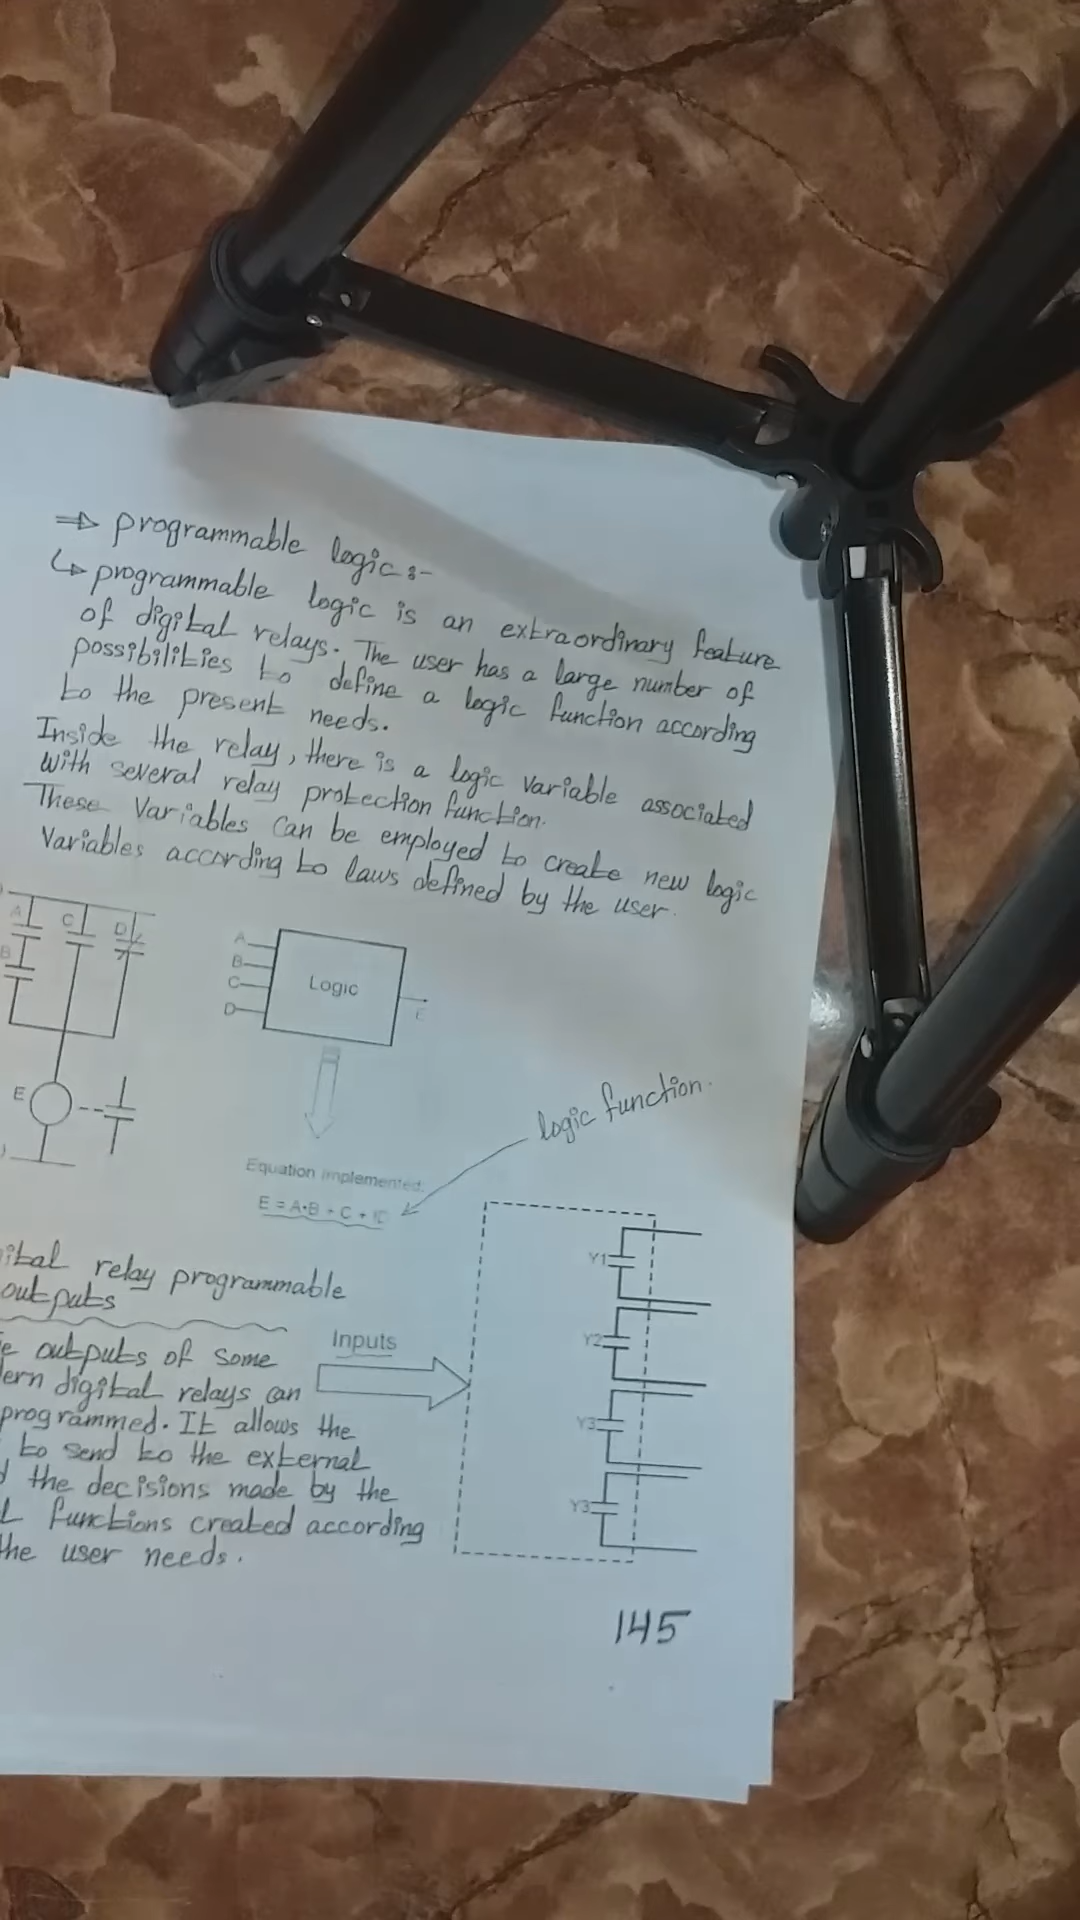 ⇒ programmable logic :-
↳ programmable logic is an extraordinary feature
of digital relays. The user has a large number of
possibilities to define a logic function according
to the present needs.
Inside the relay, there is a logic variable associated
with several relay protection function.
These Variables can be employed to create new logic
Variables according to laws defined by the user.
A C D
B
E
A
B
C
D
Logic
E
logic function.
Equation implemented:
E = A•B + C +
relay programmable
outputs
outputs of some
digital relays can
programmed. It allows the
to send to the external
the decisions made by the
functions created according
the user needs.
Inputs
Y1
Y2
Y3
Y3
145